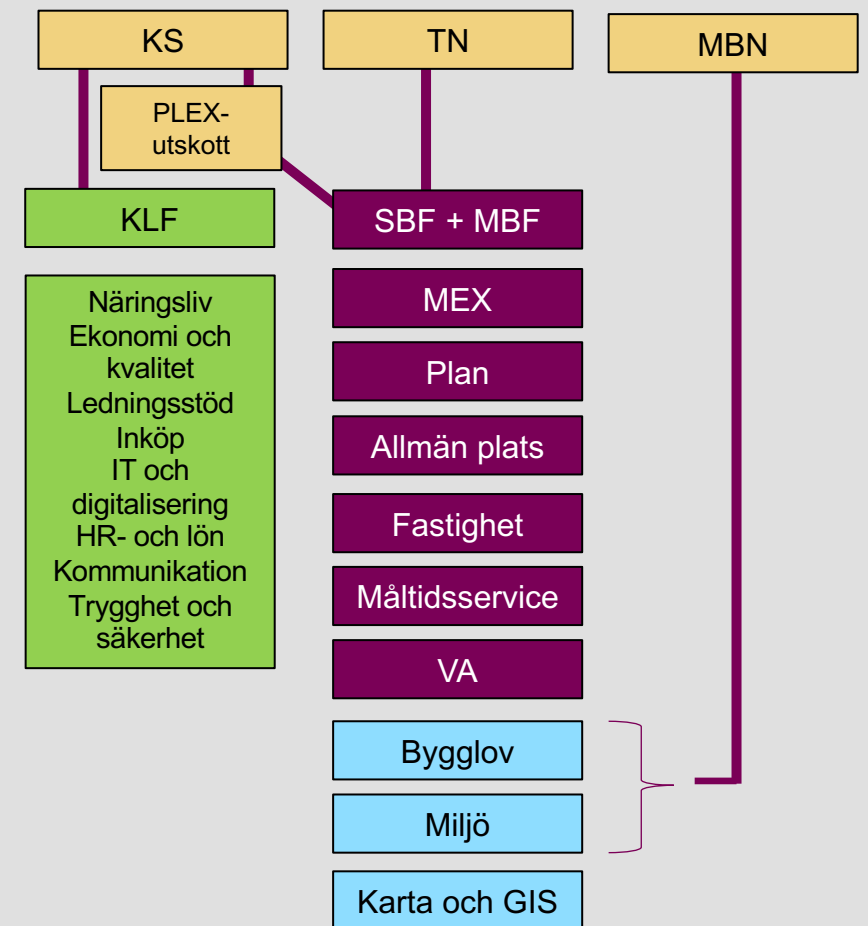 KS
TN
MBN
PLEX-
utskott
KLF
SBF + MBF
Näringsliv
Ekonomi och
kvalitet
Ledningsstöd
Inköp
IT och
digitalisering
HR- och lön
Kommunikation
Trygghet och
säkerhet
MEX
Plan
Allmän plats
Fastighet
Måltidsservice
VA
Bygglov
Miljö
Karta och GIS